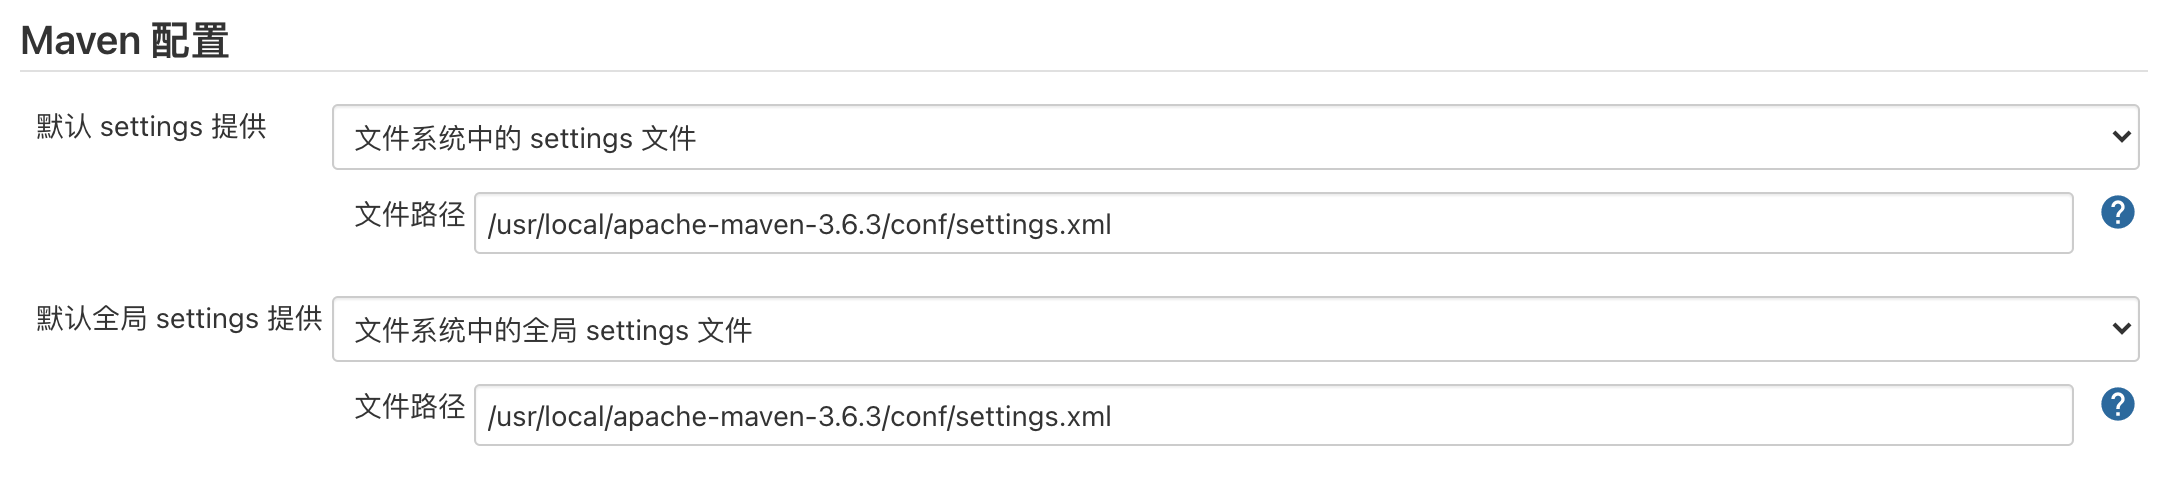 Maven 配置
默认 settings 提供
文件系统中的 settings 文件
文件路径
/usr/local/apache-maven-3.6.3/conf/settings.xml
?
默认全局 settings 提供
文件系统中的全局 settings 文件
文件路径
/usr/local/apache-maven-3.6.3/conf/settings.xml
?